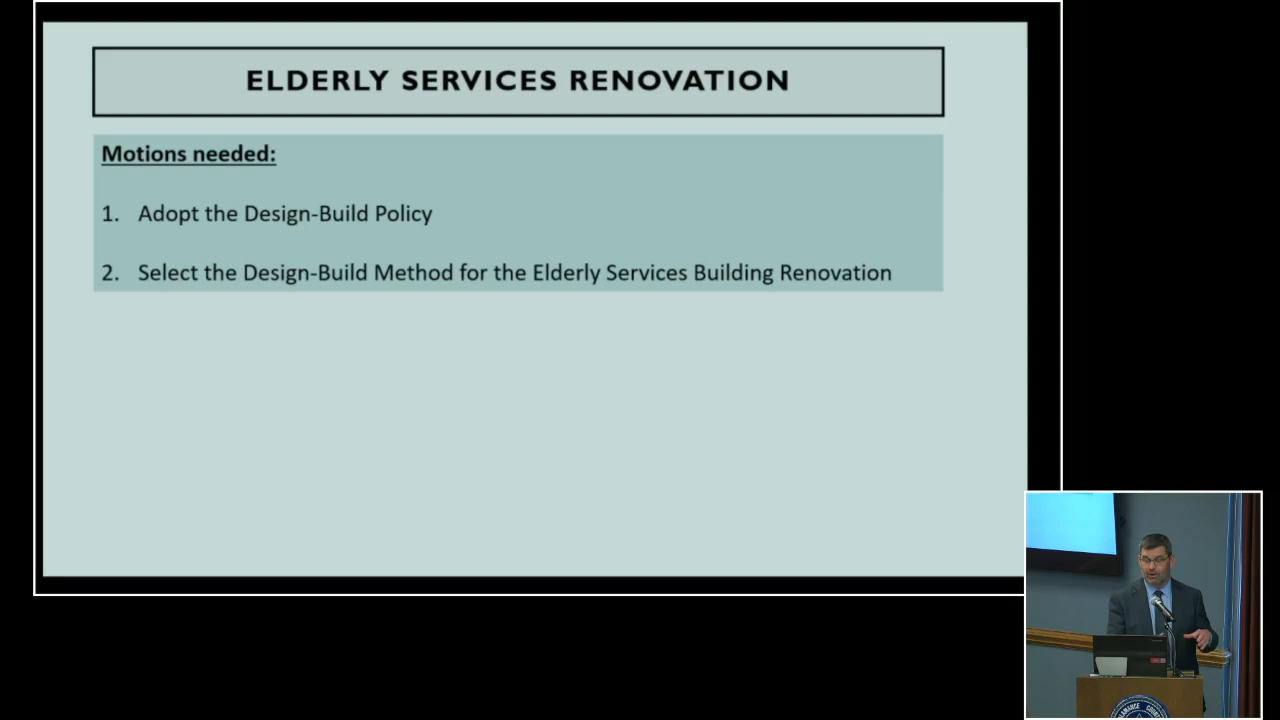 ELDERLY SERVICES RENOVATION
Motions needed:
1. Adopt the Design-Build Policy
2. Select the Design-Build Method for the Elderly Services Building Renovation